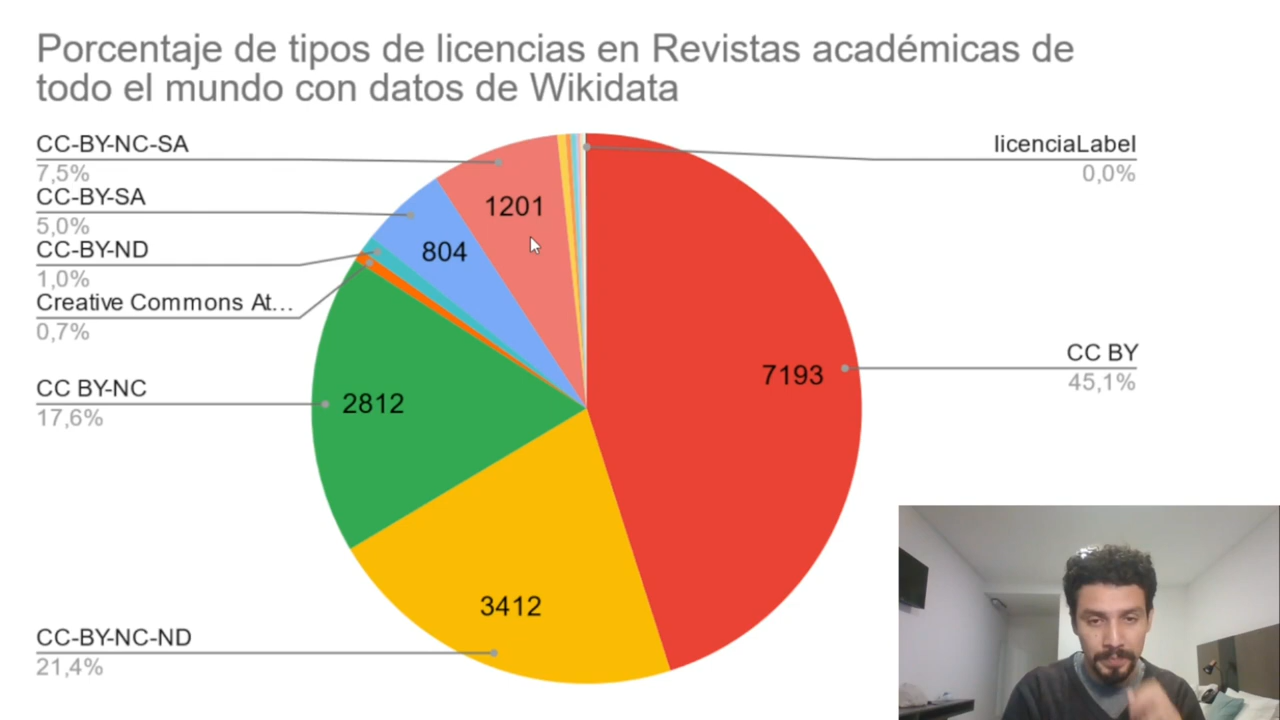 Porcentaje de tipos de licencias en Revistas académicas de
todo el mundo con datos de Wikidata
CC-BY-NC-SA
7,5%
CC-BY-SA
5,0%
CC-BY-ND
1,0%
Creative Commons At...
0,7%
CC BY-NC
17,6%
CC-BY-NC-ND
21,4%
1201
804
2812
3412
7193
licenciaLabel
0,0%
CC BY
45,1%